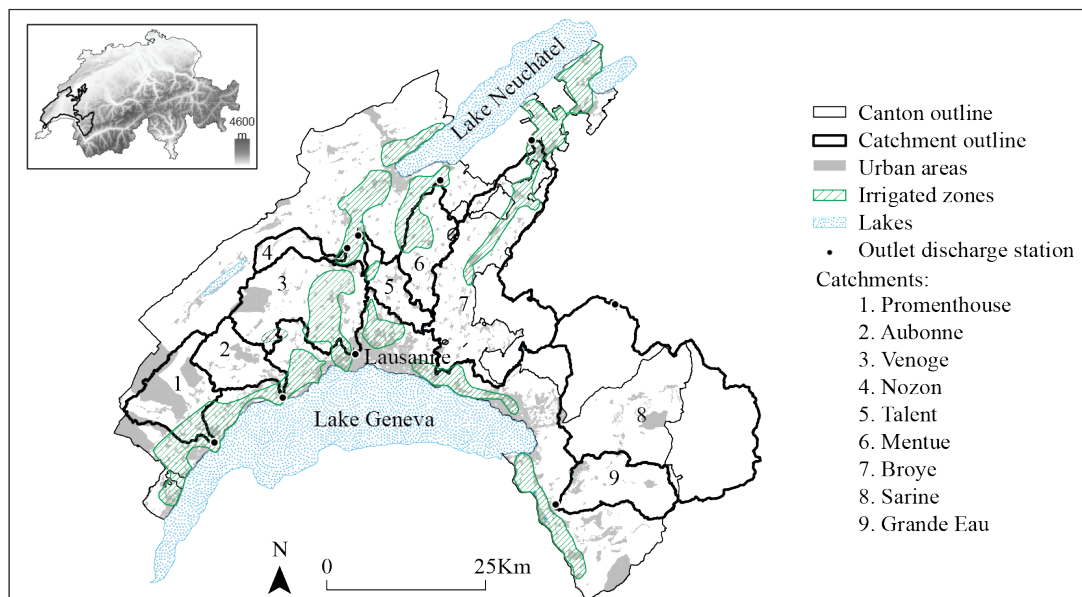 4600
m
Lake Neuchâtel
4
3
5
6
7
2
1
Lausanne
Lake Geneva
8
9
N
0
25Km
Canton outline
Catchment outline
Urban areas
Irrigated zones
Lakes
Outlet discharge station
Catchments:
1. Promenthouse
2. Aubonne
3. Venoge
4. Nozon
5. Talent
6. Mentue
7. Broye
8. Sarine
9. Grande Eau